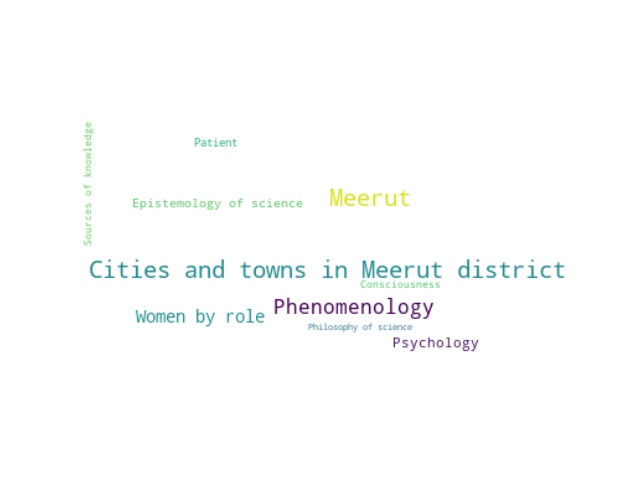 Sources of knowledge
Patient
Epistemology of science
Meerut
Cities and towns in Meerut district
Consciousness
Phenomenology
Women by role
Philosophy of science
Psychology